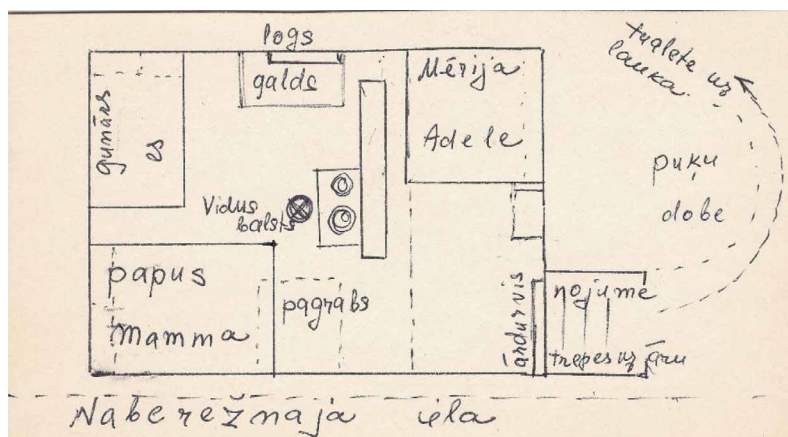 logs
galds
Mērija
Adele
tualete uz
lauka
puķu
dobe
gunārs
es
Vidus
balsts
papus
mamma
pagrabs
ārdurvis
nojume
trepes uz āru
Naberežnaja iela